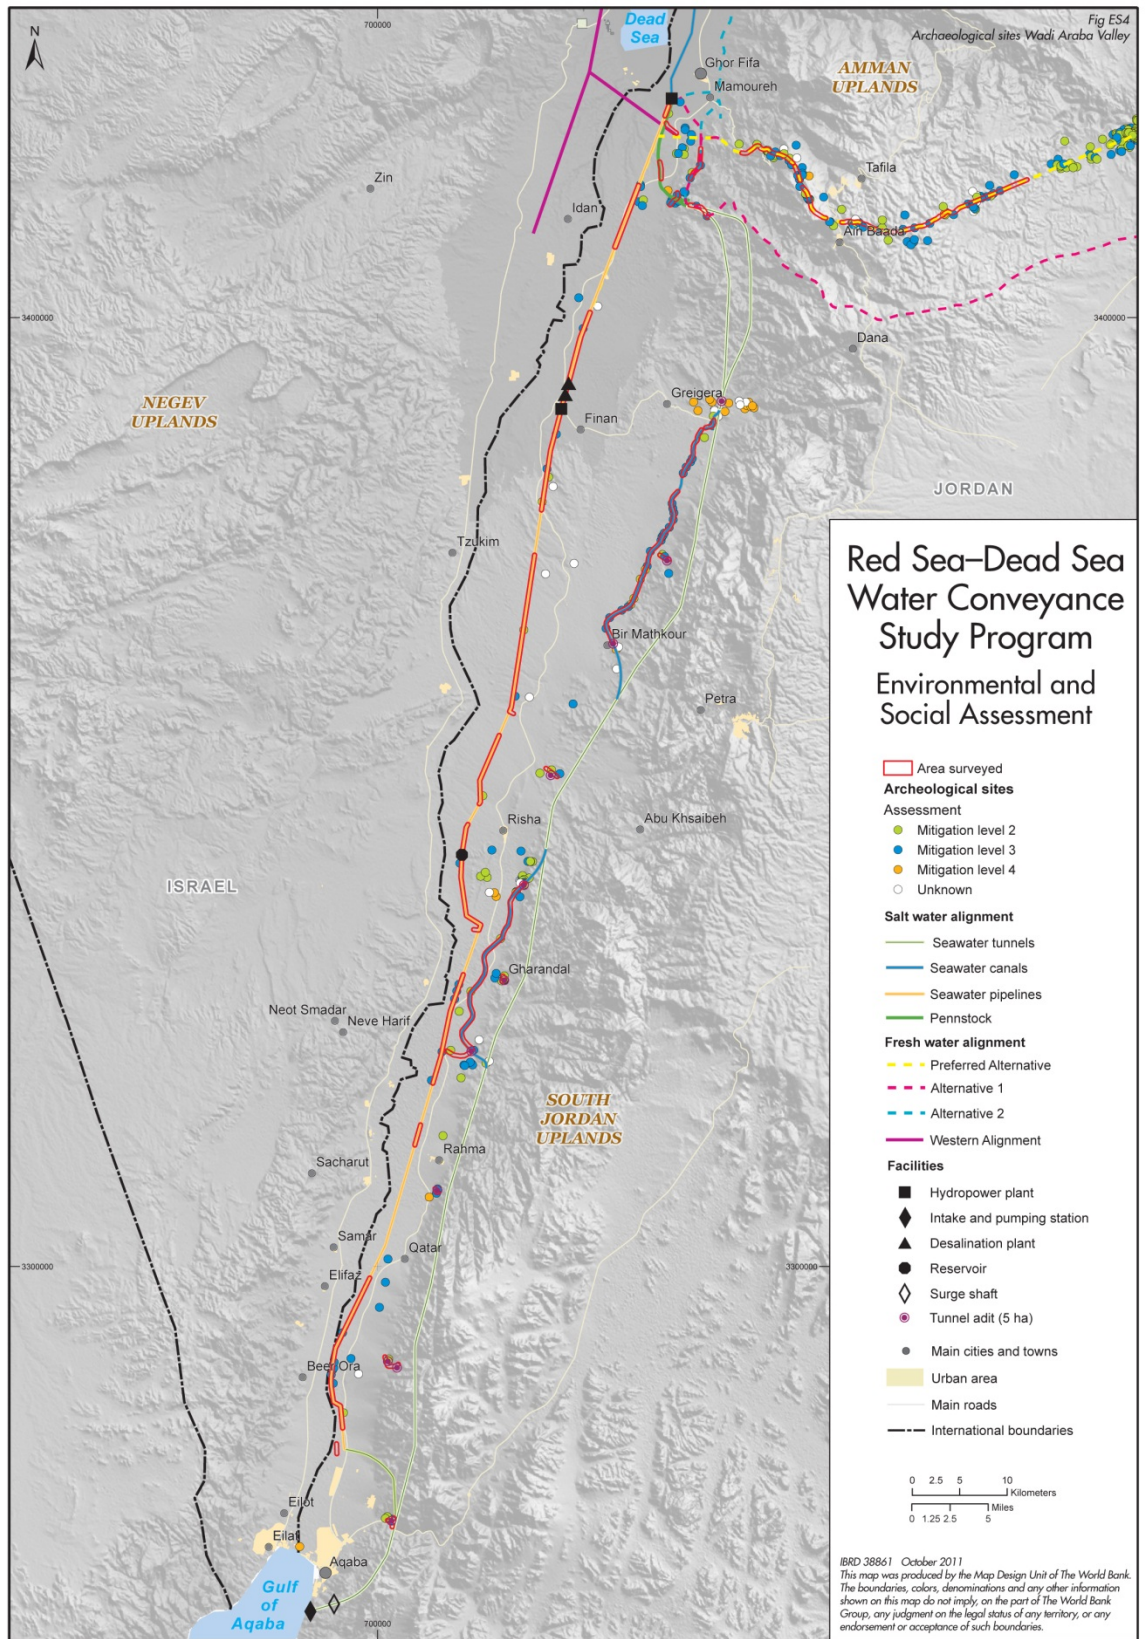 Fig ES4
Archaeological sites Wadi Araba Valley
N
700000
Dead
Sea
Ghor Fifa
Mamoureh
AMMAN
UPLANDS
Zin
Tafila
Idan
Ain Baada
3400000
3400000
Dana
NEGEV
UPLANDS
Greigera
Finan
JORDAN
Tzukim
Bir Mathkour
Petra
Risha
Abu Khsaibeh
ISRAEL
Gharandal
Neot Smadar
Neve Harif
SOUTH
JORDAN
UPLANDS
Rahma
Sacharut
Samar
Qatar
3300000
3300000
Elifaz
Beer Ora
Eilot
Eilat
Aqaba
Gulf
of
Aqaba
700000
Red Sea–Dead Sea
Water Conveyance
Study Program
Environmental and
Social Assessment
Area surveyed
Archeological sites
Assessment
Mitigation level 2
Mitigation level 3
Mitigation level 4
Unknown
Salt water alignment
Seawater tunnels
Seawater canals
Seawater pipelines
Pennstock
Fresh water alignment
Preferred Alternative
Alternative 1
Alternative 2
Western Alignment
Facilities
Hydropower plant
Intake and pumping station
Desalination plant
Reservoir
Surge shaft
Tunnel adit (5 ha)
Main cities and towns
Urban area
Main roads
International boundaries
0 2.5 5 10
Kilometers
Miles
0 1.25 2.5 5
IBRD 38861 October 2011
This map was produced by the Map Design Unit of The World Bank.
The boundaries, colors, denominations and any other information
shown on this map do not imply, on the part of The World Bank
Group, any judgment on the legal status of any territory, or any
endorsement or acceptance of such boundaries.